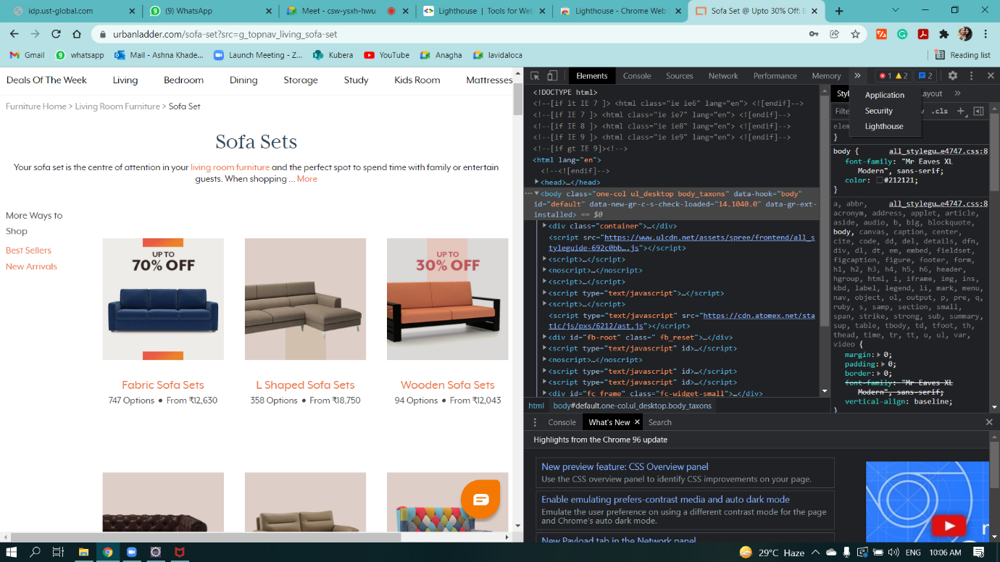 idp.ust-global.com
(9) WhatsApp
Meet - csw-ysxh-hwu
Lighthouse | Tools for Web
Lighthouse - Chrome Web
Sofa Set @ Upto 30% Off: B
urbanladder.com/sofa-set?src=g_topnav_living_sofa-set
Gmail
whatsapp
Mail - Ashna Khade...
Launch Meeting - Z...
Kubera
YouTube
Anagha
lavidaloca
Reading list
Deals Of The Week Living Bedroom Dining Storage Study Kids Room Mattresses
Furniture Home > Living Room Furniture > Sofa Set
Sofa Sets
Your sofa set is the centre of attention in your living room furniture and the perfect spot to spend time with family or entertain
guests. When shopping ... More
More Ways to
Shop
Best Sellers
New Arrivals
UP TO
70% OFF
UP TO
30% OFF
Fabric Sofa Sets
747 Options • From ₹12,630
L Shaped Sofa Sets
358 Options • From ₹18,750
Wooden Sofa Sets
94 Options • From ₹12,043
Elements Console Sources Network Performance Memory » 1 2 2
Application
Security
Lighthouse
<!DOCTYPE html>
<!--[if lt IE 7 ]> <html class="ie ie6" lang="en"> <![endif]-->
<!--[if IE 7 ]> <html class="ie ie7" lang="en"> <![endif]-->
<!--[if IE 8 ]> <html class="ie ie8" lang="en"> <![endif]-->
<!--[if IE 9 ]> <html class="ie ie9" lang="en"> <![endif]-->
<!--[if gt IE 9]><!-->
<html lang="en">
<!--<![endif]-->
<head>…</head>
<body class="one-col ul_desktop body_taxons" data-hook="body"
id="default" data-new-gr-c-s-check-loaded="14.1040.0" data-gr-ext-
installed> == $0
<div class="container">…</div>
<script src="https://www.ulcdn.net/assets/spree/frontend/all_s
tyleguide-692c0bb….js"></script>
<script>…</script>
<noscript>…</noscript>
<script>…</script>
<script type="text/javascript">…</script>
<script>…</script>
<script type="text/javascript" src="https://cdn.atomex.net/sta
tic/js/pxs/6212/ast.js"></script>
<div id="fb-root" class=" fb_reset">…</div>
<script type="text/javascript" id>…</script>
<noscript>…</noscript>
<script type="text/javascript" id>…</script>
<script type="text/javascript" id>…</script>
<div id="fc_frame" class="fc-widget-small">…</div>
html body#default.one-col.ul_desktop.body_taxons
Styl
ayout »
Filte
v .cls +
elem
}
body { all_stylegu…e4747.css:8
font-family: "Mr Eaves XL
Modern", sans-serif;
color: #212121;
}
a, abbr, all_stylegu…e4747.css:8
acronym, address, applet, article,
aside, audio, b, big, blockquote,
body, canvas, caption, center,
cite, code, dd, del, details, dfn,
div, dl, dt, em, embed, fieldset,
figcaption, figure, footer, form,
h1, h2, h3, h4, h5, h6, header,
hgroup, html, i, iframe, img, ins,
kbd, label, legend, li, mark, menu,
nav, object, ol, output, p, pre, q,
ruby, s, samp, section, small,
span, strike, strong, sub, summary,
sup, table, tbody, td, tfoot, th,
thead, time, tr, tt, u, ul, var,
video {
margin: 0;
padding: 0;
border: 0;
font-family: "Mr Eaves XL
Modern", sans-serif;
vertical-align: baseline;
}
Console What's New × Search
Highlights from the Chrome 96 update
New preview feature: CSS Overview panel
Use the CSS overview panel to identify CSS improvements on your page.
Enable emulating prefers-contrast media and auto dark mode
Emulate the user preference on using a different contrast mode for the page
and Chrome's auto dark mode.
New Payload tab in the Network panel
29°C Haze ENG 10:06 AM